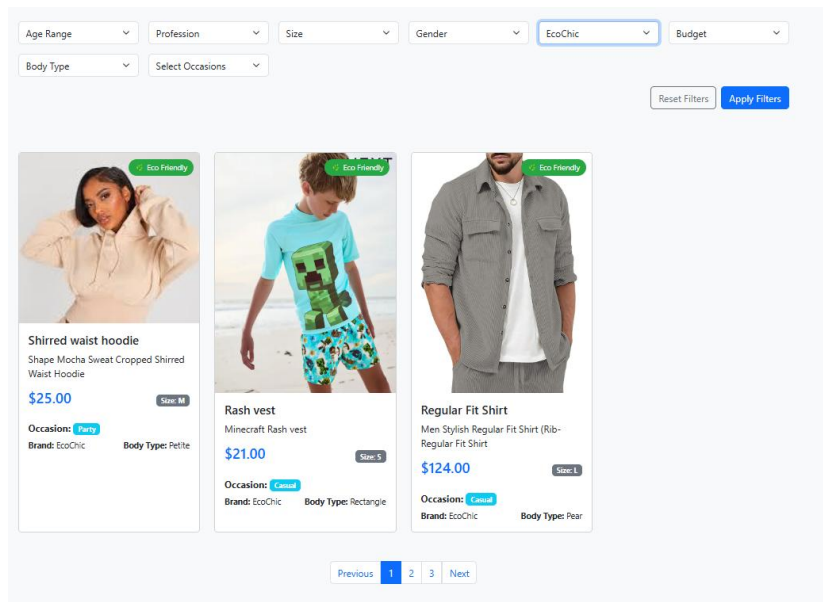 Age Range
Profession
Size
Gender
EcoChic
Budget
Body Type
Select Occasions
Reset Filters
Apply Filters
Eco Friendly
Eco Friendly
Eco Friendly
Shirred waist hoodie
Shape Mocha Sweat Cropped Shirred
Waist Hoodie
$25.00
Size: M
Occasion: Party
Brand: EcoChic
Body Type: Petite
Rash vest
Minecraft Rash vest
$21.00
Size: S
Occasion: Casual
Brand: EcoChic
Body Type: Rectangle
Regular Fit Shirt
Men Stylish Regular Fit Shirt (Rib-
Regular Fit Shirt
$124.00
Size: L
Occasion: Casual
Brand: EcoChic
Body Type: Pear
Previous
1
2
3
Next